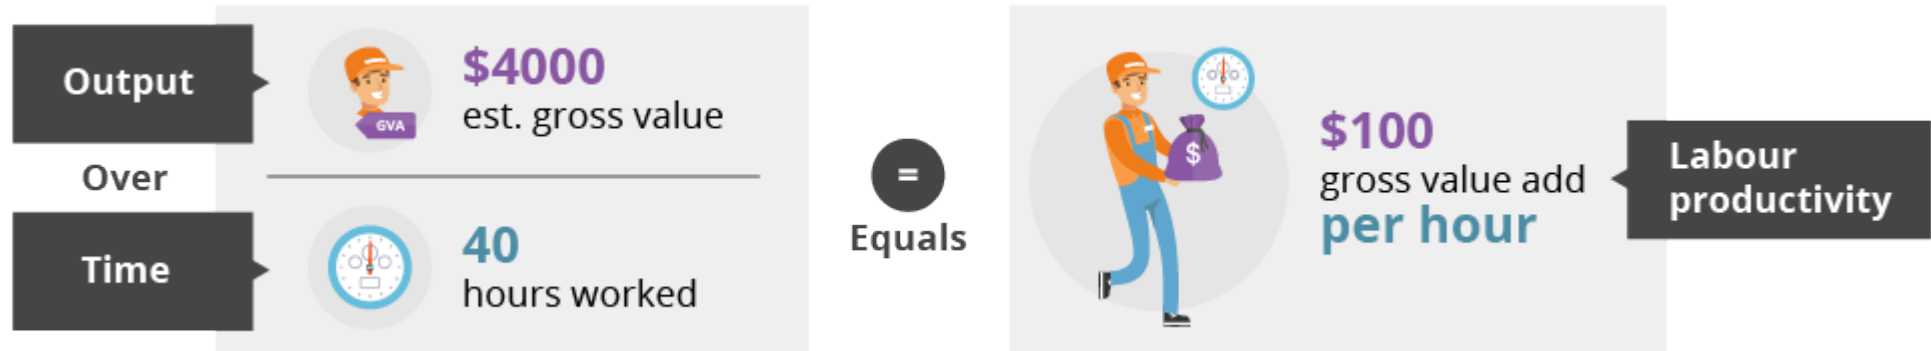 Output
$4000
est. gross value
GVA
Over
Time
40
hours worked
=
Equals
$
$100
gross value add
per hour
Labour
productivity